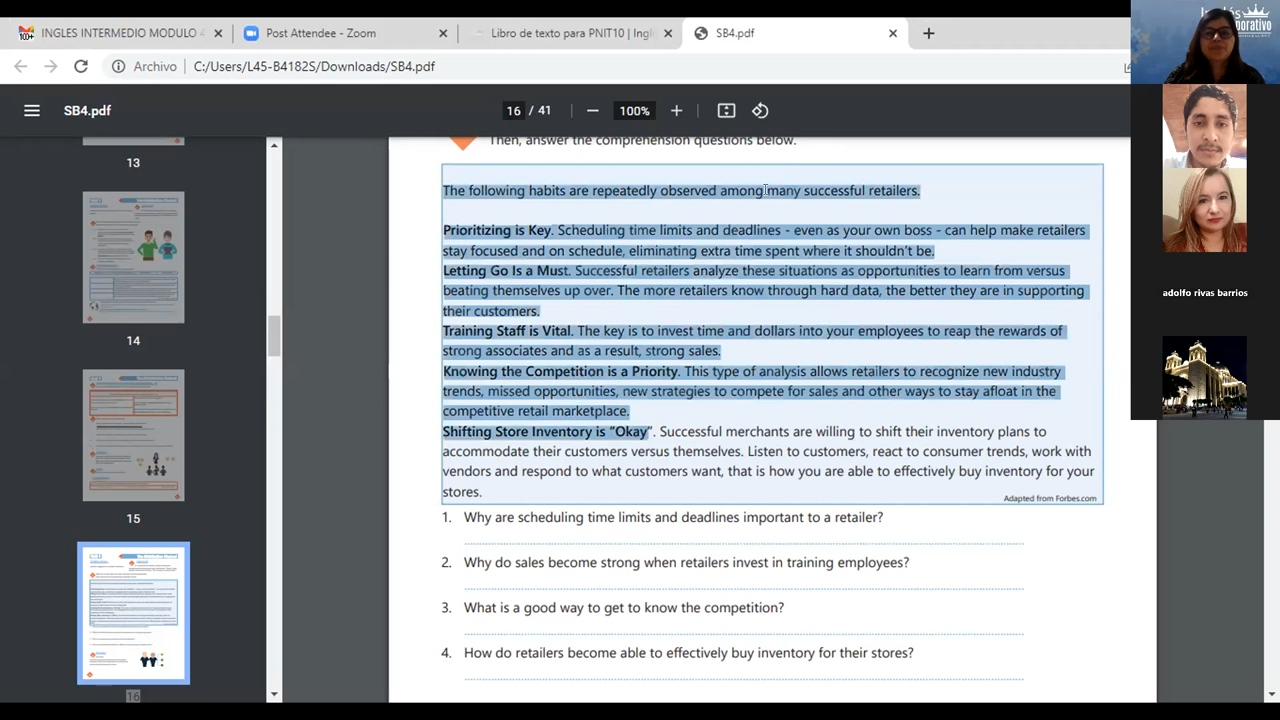 INGLES INTERMEDIO MODULO 4
Post Attendee - Zoom
Libro de texto para PNIT10 | Ingl
SB4.pdf
Archivo
C:/Users/L45-B4182S/Downloads/SB4.pdf
SB4.pdf
16 / 41
100%
13
14
15
16
Then, answer the comprehension questions below.
The following habits are repeatedly observed among many successful retailers.
Prioritizing is Key. Scheduling time limits and deadlines - even as your own boss - can help make retailers
stay focused and on schedule, eliminating extra time spent where it shouldn't be.
Letting Go Is a Must. Successful retailers analyze these situations as opportunities to learn from versus
beating themselves up over. The more retailers know through hard data, the better they are in supporting
their customers.
Training Staff is Vital. The key is to invest time and dollars into your employees to reap the rewards of
strong associates and as a result, strong sales.
Knowing the Competition is a Priority. This type of analysis allows retailers to recognize new industry
trends, missed opportunities, new strategies to compete for sales and other ways to stay afloat in the
competitive retail marketplace.
Shifting Store Inventory is “Okay”. Successful merchants are willing to shift their inventory plans to
accommodate their customers versus themselves. Listen to customers, react to consumer trends, work with
vendors and respond to what customers want, that is how you are able to effectively buy inventory for your
stores.
Adapted from Forbes.com
1. Why are scheduling time limits and deadlines important to a retailer?
2. Why do sales become strong when retailers invest in training employees?
3. What is a good way to get to know the competition?
4. How do retailers become able to effectively buy inventory for their stores?
adolfo rivas barrios